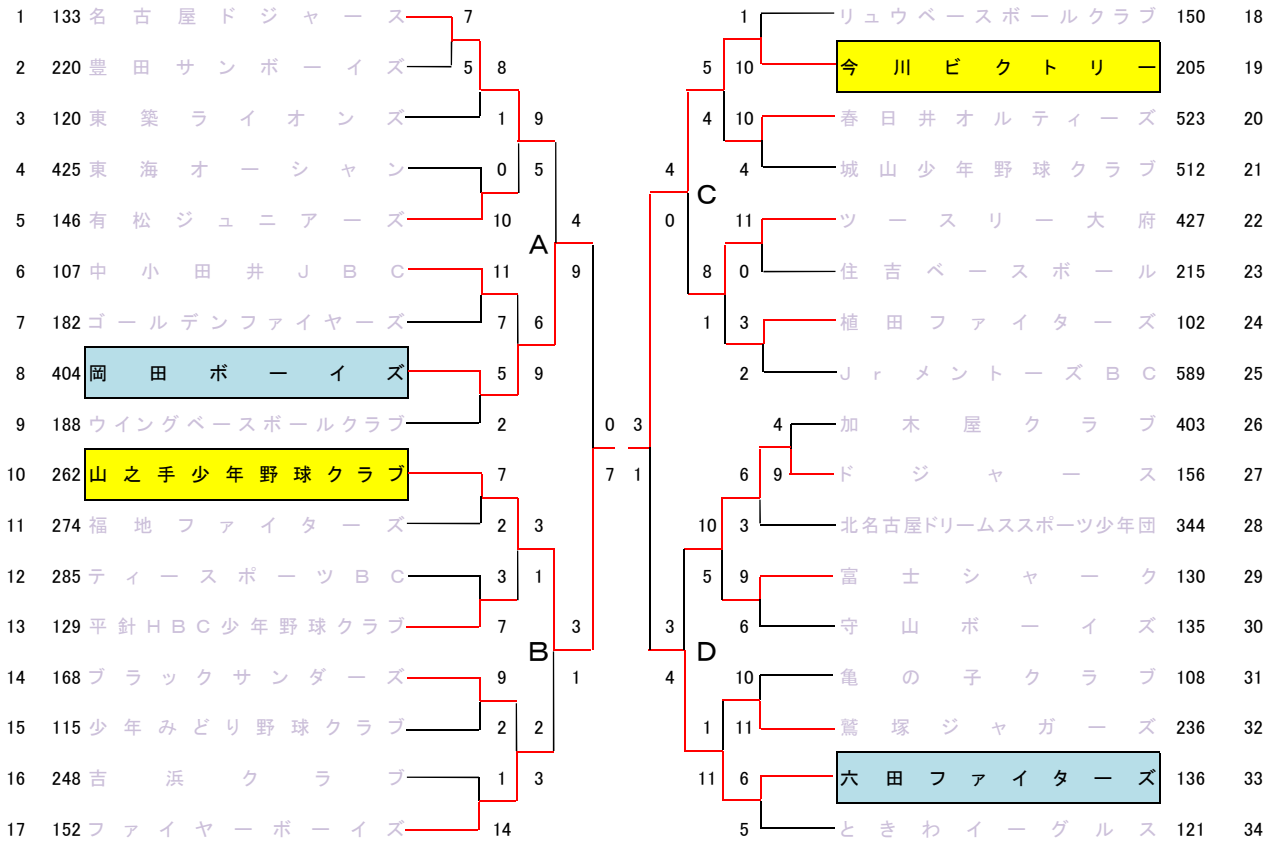 1 133 名古屋ドジャース 7
2 220 豊田サンボーイズ 5 8
3 120 東築ライオンズ 1 9
4 425 東海オーシャン 0 5
5 146 有松ジュニアーズ 10 4
A
6 107 中小田井JBC 11 9
7 182 ゴールデンファイヤーズ 7 6
8 404 岡田ボーイズ 5 9
9 188 ウイングベースボールクラブ 2 0
10 262 山之手少年野球クラブ 7 7
11 274 福地ファイターズ 2 3
12 285 ティースポーツBC 3 1
13 129 平針HBC少年野球クラブ 7 3
B
14 168 ブラックサンダーズ 9 1
15 115 少年みどり野球クラブ 2 2
16 248 吉浜クラブ 1 3
17 152 ファイヤーボーイズ 14
1 リュウベースボールクラブ 150 18
5 10 今川ビクトリー 205 19
4 10 春日井オルティーズ 523 20
4 4 城山少年野球クラブ 512 21
C
0 11 ツースリー大府 427 22
8 0 住吉ベースボール 215 23
1 3 植田ファイターズ 102 24
2 JrメントーズBC 589 25
3 4 加木屋クラブ 403 26
1 6 9 ドジャース 156 27
10 3 北名古屋ドリームススポーツ少年団 344 28
5 9 富士シャーク 130 29
3 6 守山ボーイズ 135 30
D
4 10 亀の子クラブ 108 31
1 11 鷲塚ジャガーズ 236 32
11 6 六田ファイターズ 136 33
5 ときわイーグルス 121 34